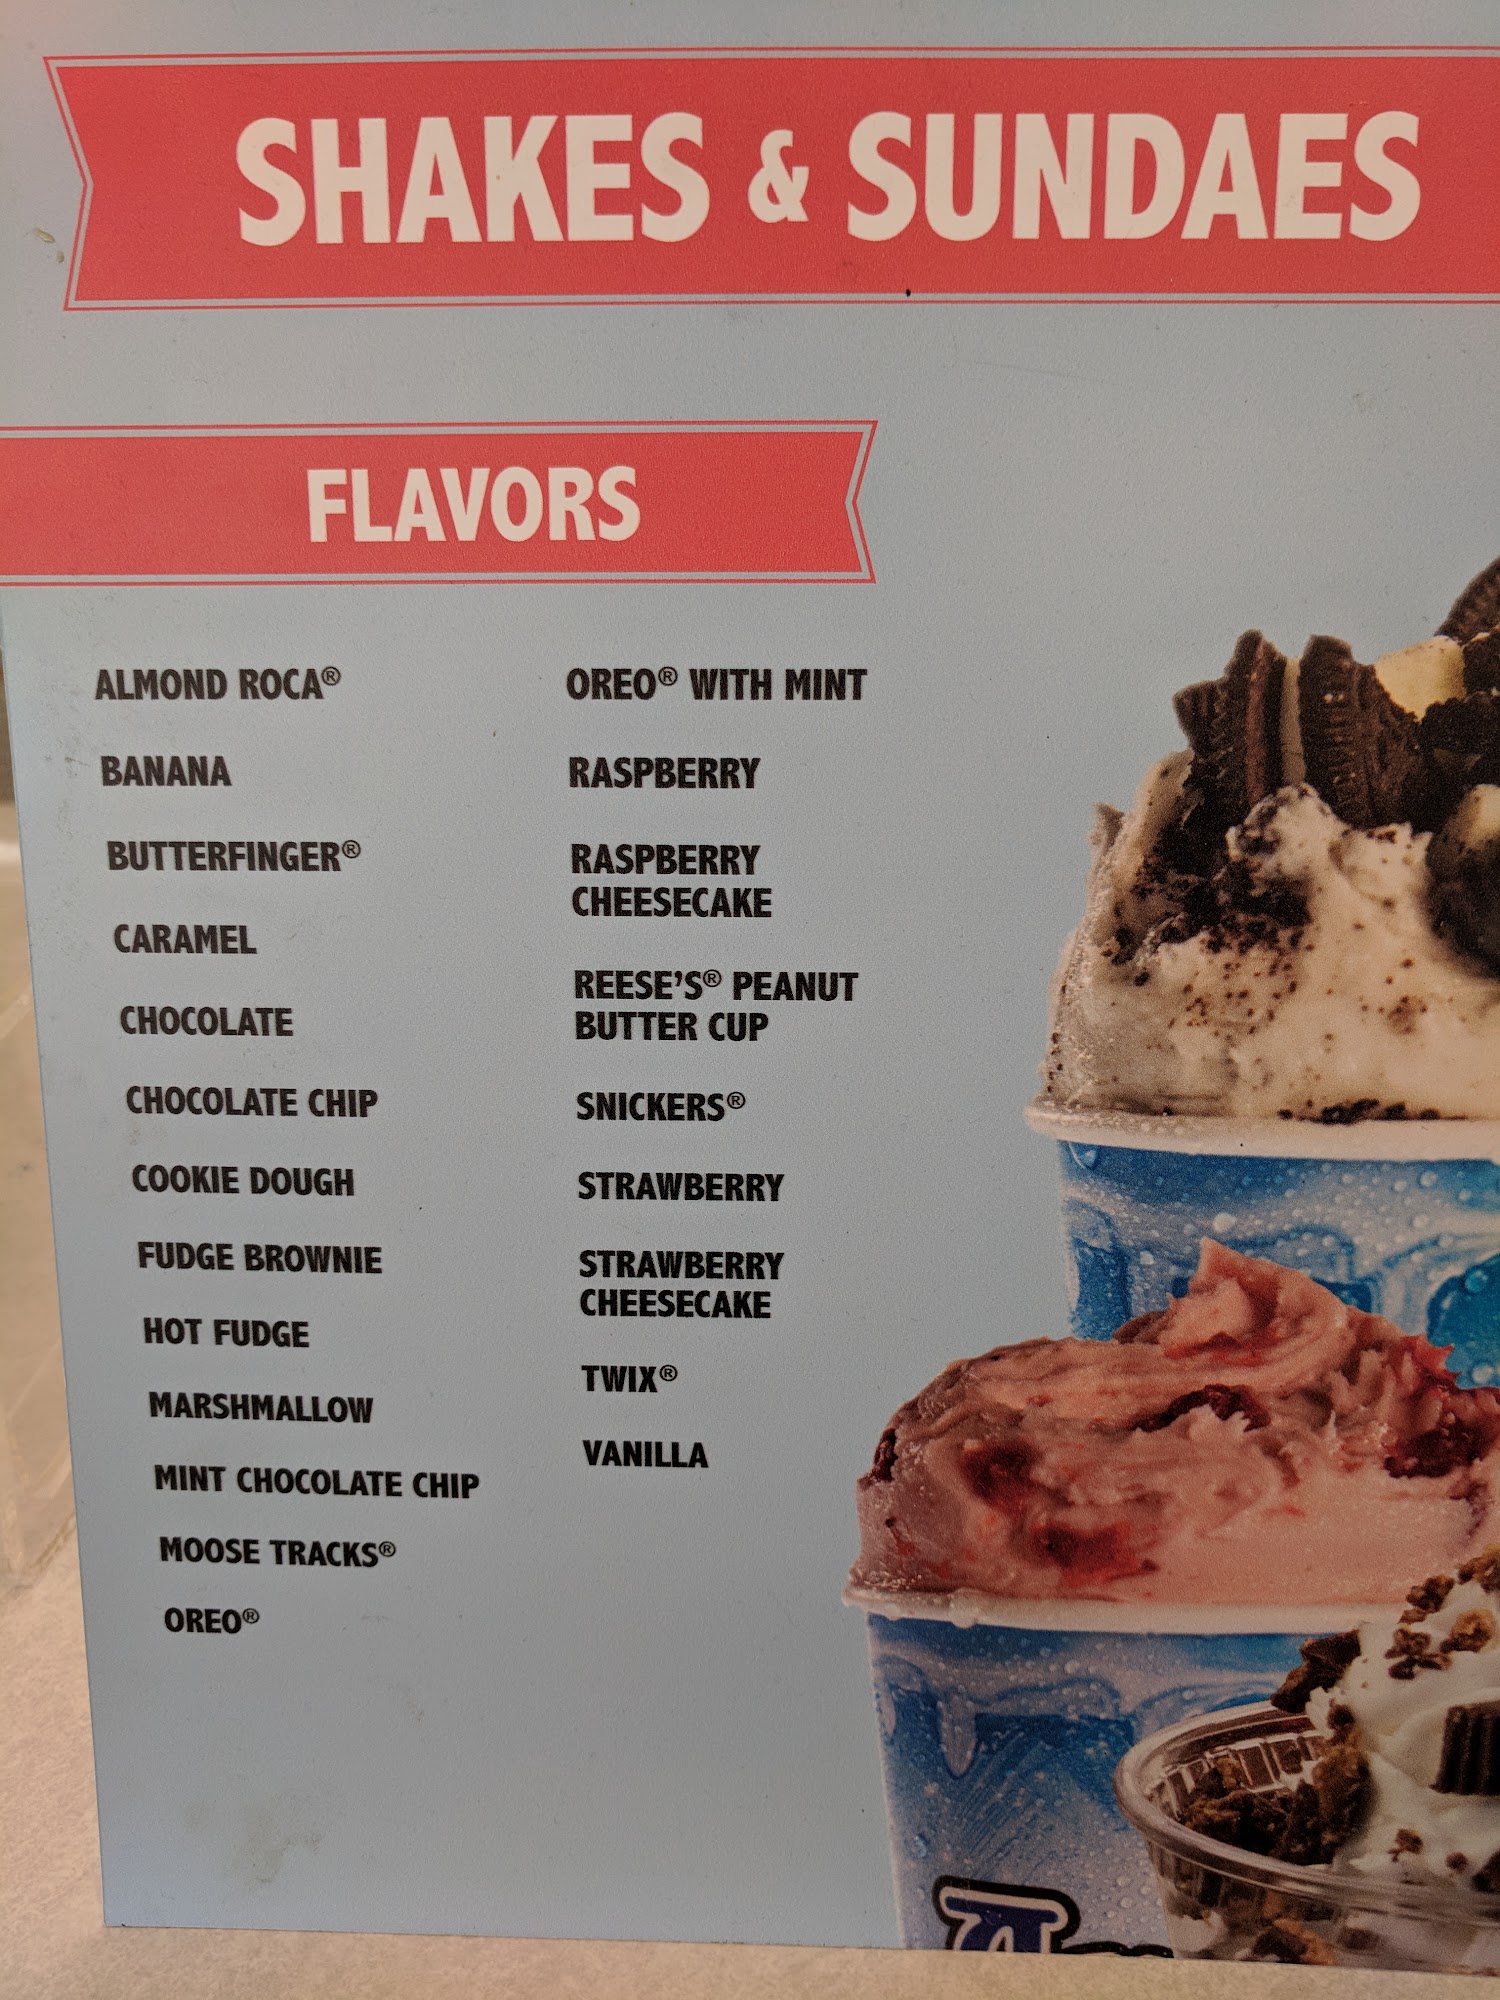 SHAKES & SUNDAES
FLAVORS
ALMOND ROCA®
BANANA
BUTTERFINGER®
CARAMEL
CHOCOLATE
CHOCOLATE CHIP
COOKIE DOUGH
FUDGE BROWNIE
HOT FUDGE
MARSHMALLOW
MINT CHOCOLATE CHIP
MOOSE TRACKS®
OREO®
OREO® WITH MINT
RASPBERRY
RASPBERRY
CHEESECAKE
REESE'S® PEANUT
BUTTER CUP
SNICKERS®
STRAWBERRY
STRAWBERRY
CHEESECAKE
TWIX®
VANILLA